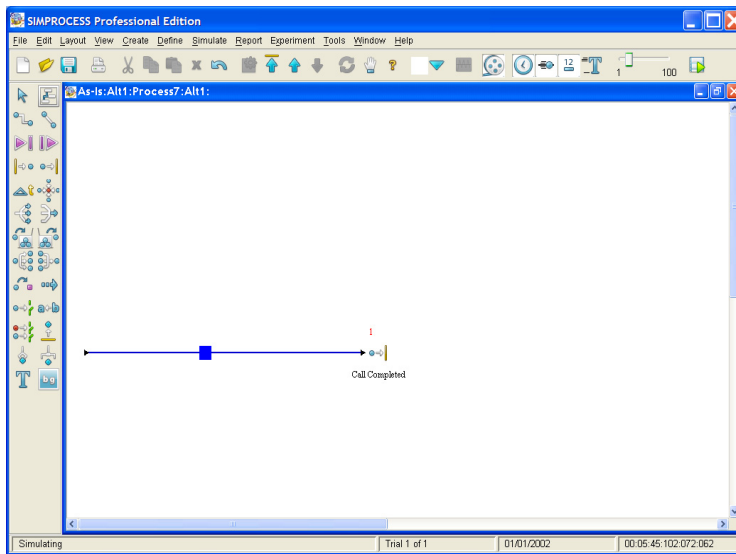 SIMPROCESS Professional Edition
File Edit Layout View Create Define Simulate Report Experiment Tools Window Help
12
T
1 100
As-Is:Alt1:Process7:Alt1:
a b
T bg
1
Call Completed
Simulating Trial 1 of 1 01/01/2002 00:05:45:102:072:062